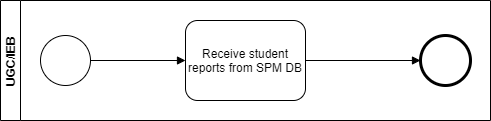 UGC/IEB
Receive student
reports from SPM DB